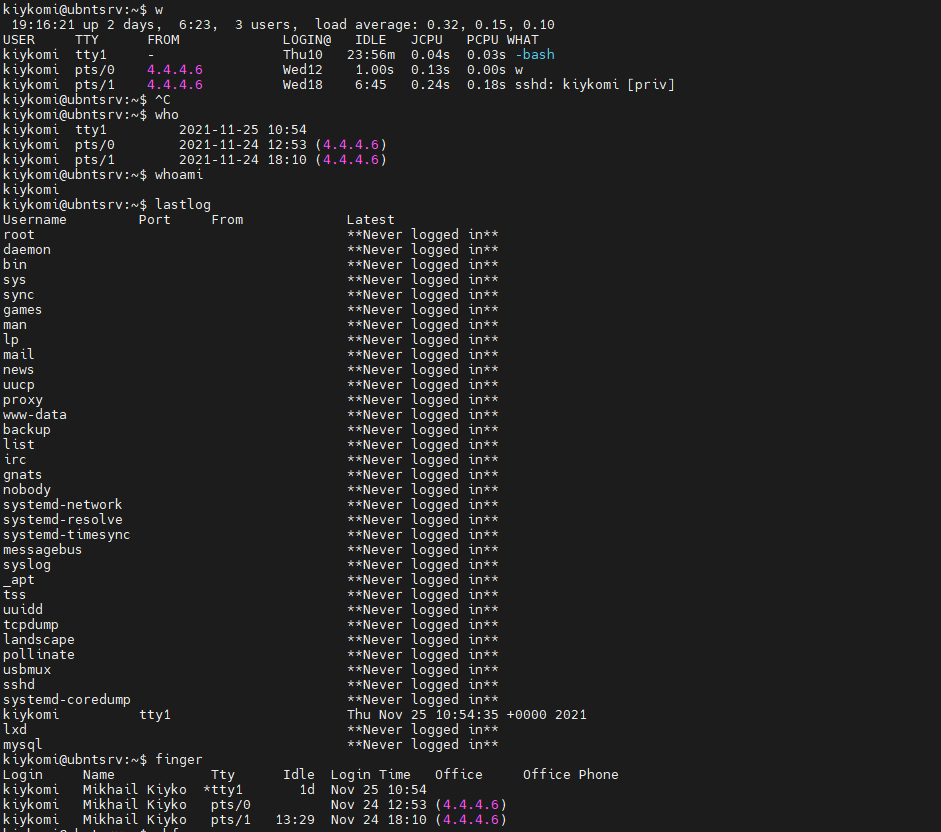 kiykomi@ubntsrv:~$ w
 19:16:21 up 2 days,  6:23,  3 users,  load average: 0.32, 0.15, 0.10
USER     TTY      FROM             LOGIN@   IDLE   JCPU   PCPU WHAT
kiykomi  tty1     -                Thu10   23:56m  0.04s  0.03s -bash
kiykomi  pts/0    4.4.4.6          Wed12    1.00s  0.13s  0.00s w
kiykomi  pts/1    4.4.4.6          Wed18    6:45   0.24s  0.18s sshd: kiykomi [priv]
kiykomi@ubntsrv:~$ ^C
kiykomi@ubntsrv:~$ who
kiykomi  tty1         2021-11-25 10:54
kiykomi  pts/0        2021-11-24 12:53 (4.4.4.6)
kiykomi  pts/1        2021-11-24 18:10 (4.4.4.6)
kiykomi@ubntsrv:~$ whoami
kiykomi
kiykomi@ubntsrv:~$ lastlog
Username         Port     From             Latest
root                                       **Never logged in**
daemon                                     **Never logged in**
bin                                        **Never logged in**
sys                                        **Never logged in**
sync                                       **Never logged in**
games                                      **Never logged in**
man                                        **Never logged in**
lp                                         **Never logged in**
mail                                       **Never logged in**
news                                       **Never logged in**
uucp                                       **Never logged in**
proxy                                      **Never logged in**
www-data                                   **Never logged in**
backup                                     **Never logged in**
list                                       **Never logged in**
irc                                        **Never logged in**
gnats                                      **Never logged in**
nobody                                     **Never logged in**
systemd-network                            **Never logged in**
systemd-resolve                            **Never logged in**
systemd-timesync                           **Never logged in**
messagebus                                 **Never logged in**
syslog                                     **Never logged in**
_apt                                       **Never logged in**
tss                                        **Never logged in**
uuidd                                      **Never logged in**
tcpdump                                    **Never logged in**
landscape                                  **Never logged in**
pollinate                                  **Never logged in**
usbmux                                     **Never logged in**
sshd                                       **Never logged in**
systemd-coredump                           **Never logged in**
kiykomi          tty1                      Thu Nov 25 10:54:35 +0000 2021
lxd                                        **Never logged in**
mysql                                      **Never logged in**
kiykomi@ubntsrv:~$ finger
Login     Name            Tty      Idle  Login Time   Office     Office Phone
kiykomi   Mikhail Kiyko  *tty1       1d  Nov 25 10:54
kiykomi   Mikhail Kiyko   pts/0          Nov 24 12:53 (4.4.4.6)
kiykomi   Mikhail Kiyko   pts/1   13:29  Nov 24 18:10 (4.4.4.6)